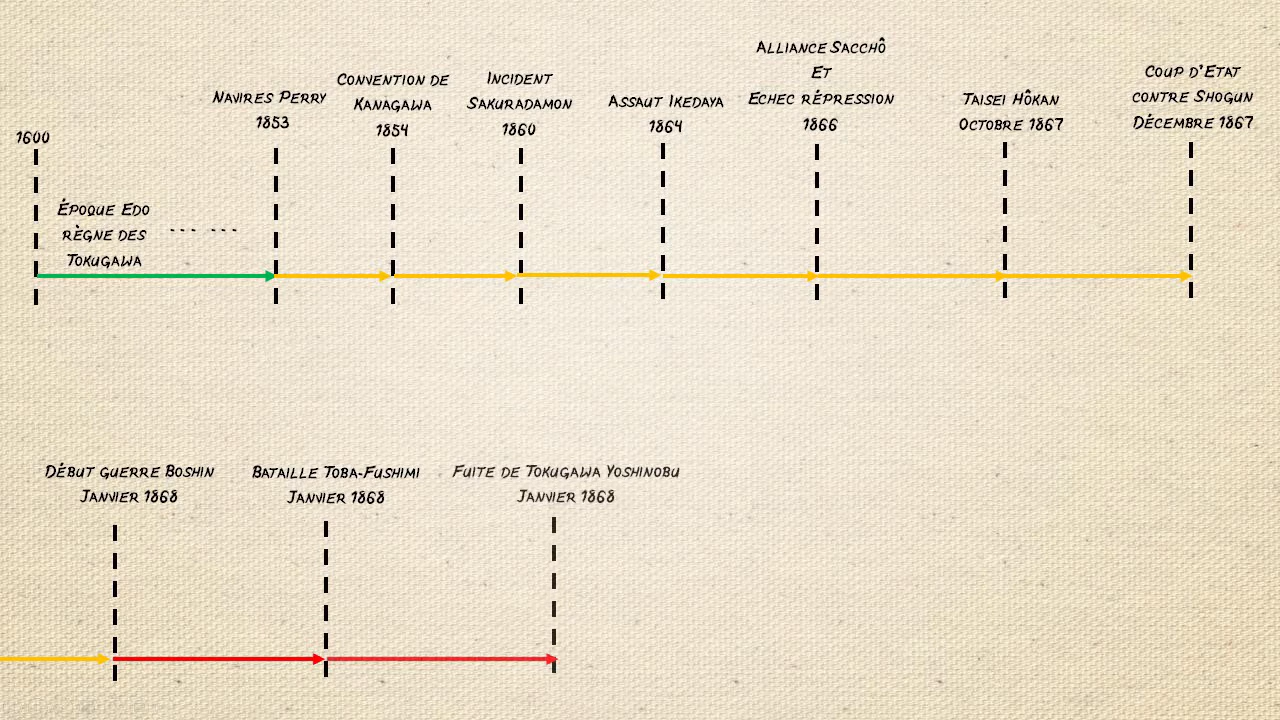 1600
Époque Edo
règne des
Tokugawa
Navires Perry
1853
Convention de
Kanagawa
1854
Incident
Sakuradamon
1860
Assaut Ikedaya
1864
Alliance Sacchô
Et
Echec répression
1866
Taisei Hôkan
Octobre 1867
Coup d'Etat
contre Shogun
Décembre 1867
Début guerre Boshin
Janvier 1868
Bataille Toba-Fushimi
Janvier 1868
Fuite de Tokugawa Yoshinobu
Janvier 1868